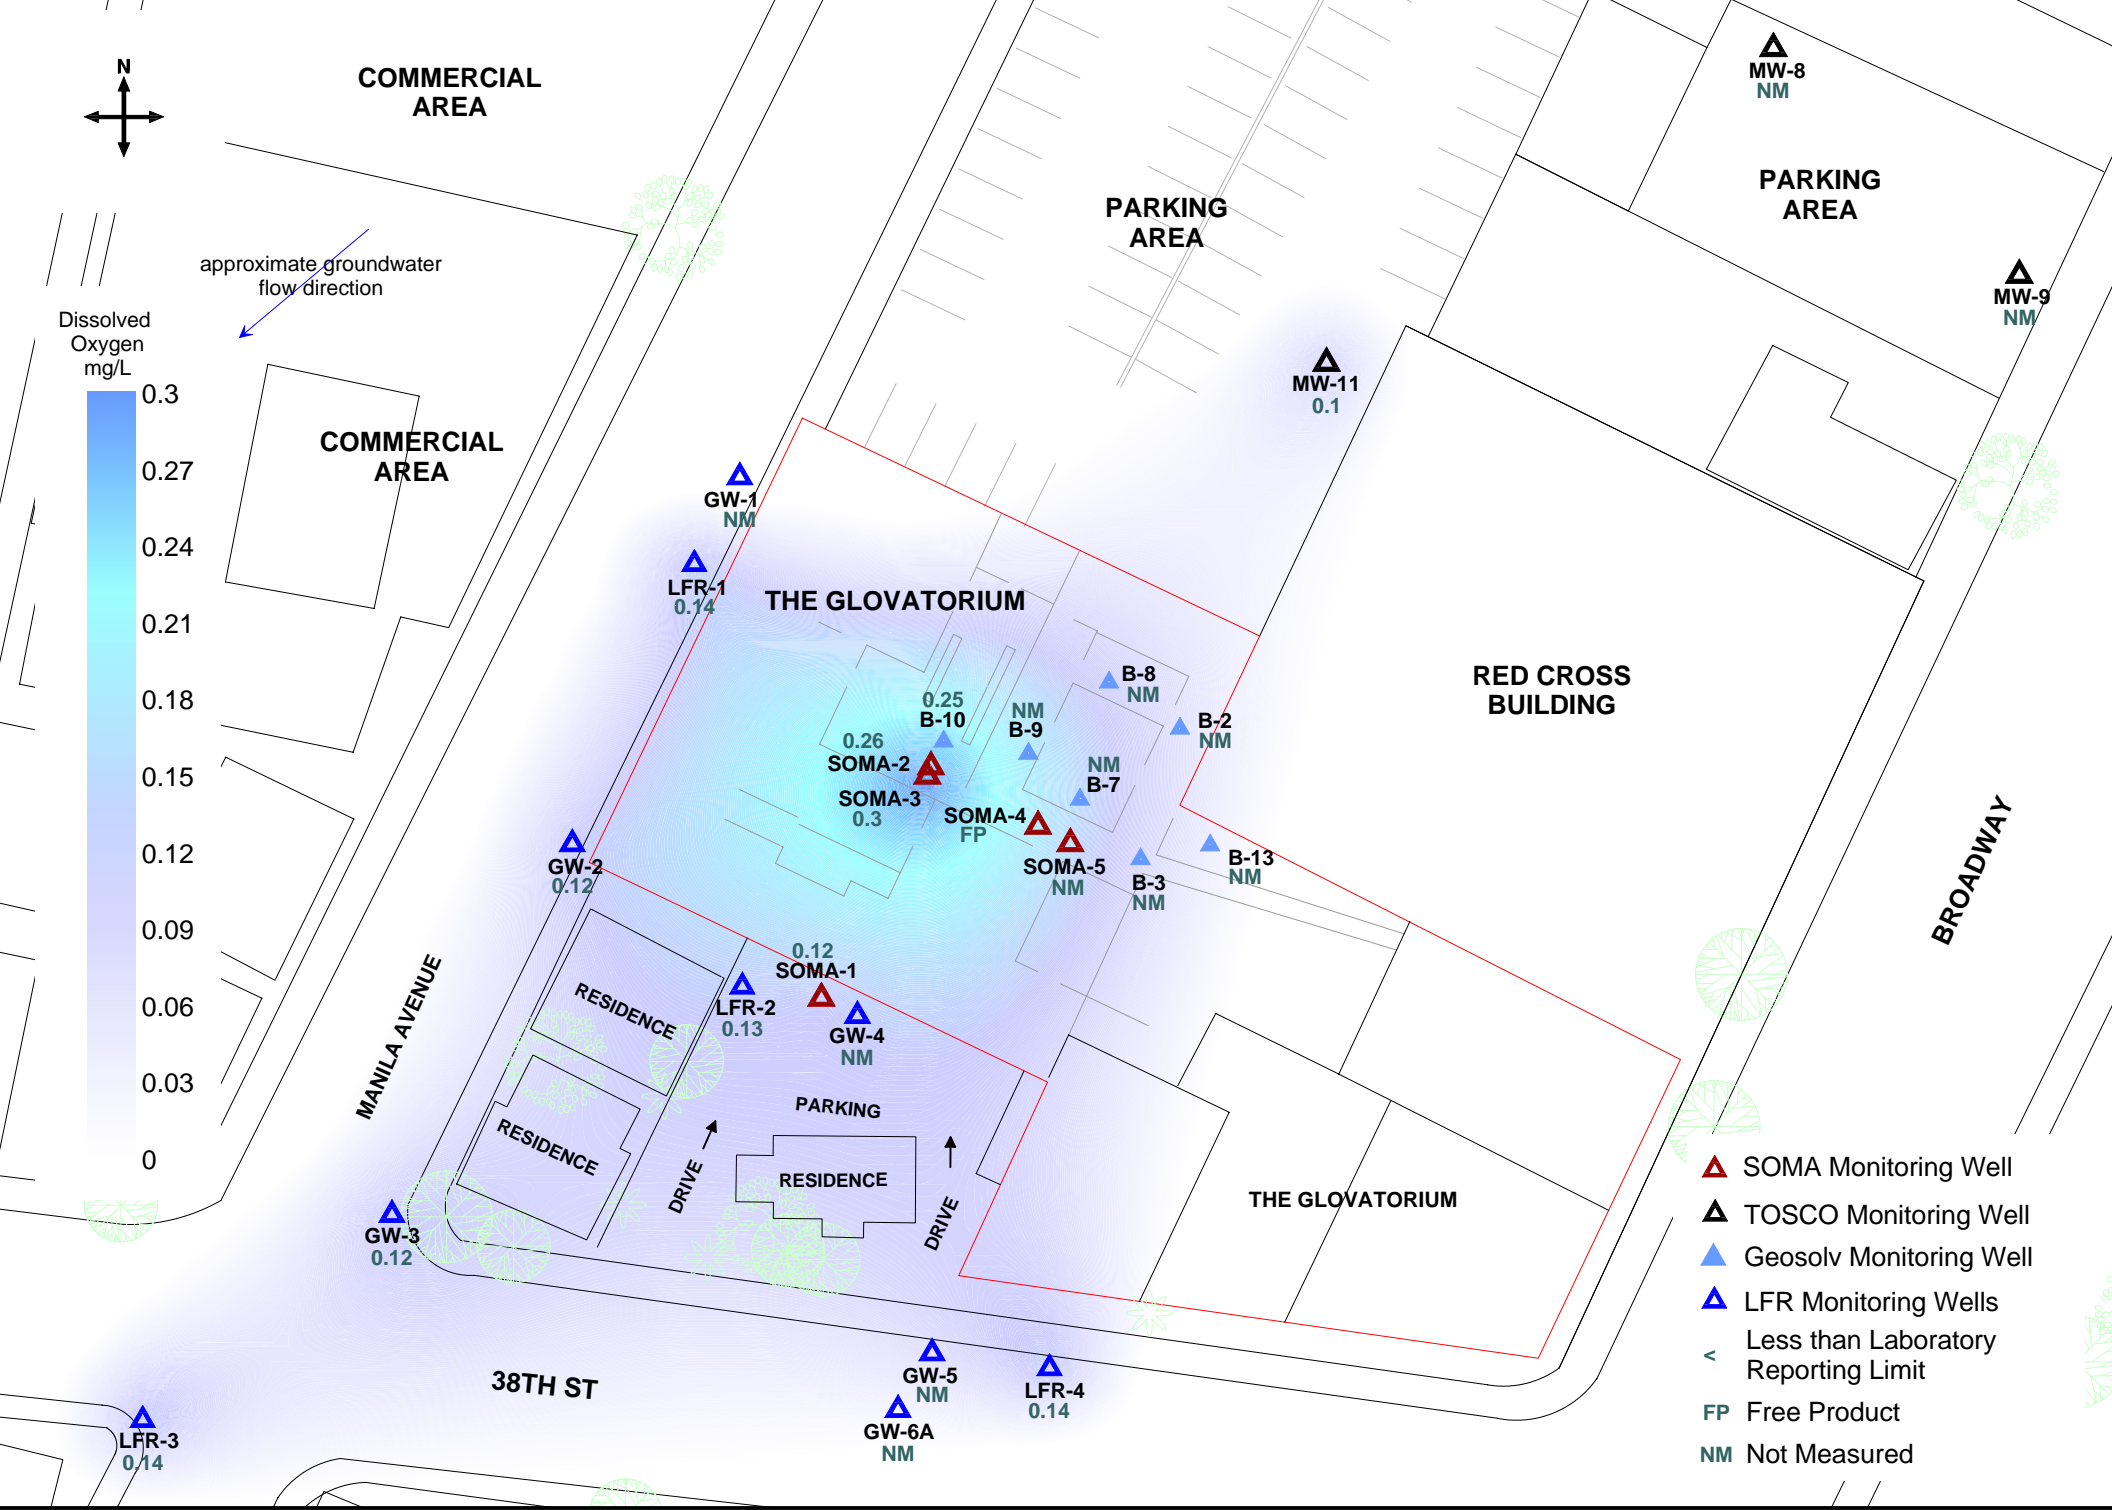 N
COMMERCIAL
AREA
MW-8
NM
PARKING
AREA
PARKING
AREA
approximate groundwater
flow direction
MW-9
NM
Dissolved
Oxygen
mg/L
0.3
0.27
0.24
0.21
0.18
0.15
0.12
0.09
0.06
0.03
0
MW-11
0.1
COMMERCIAL
AREA
GW-1
NM
LFR-1
0.14
THE GLOVATORIUM
B-8
NM
RED CROSS
BUILDING
0.25
B-10
NM
B-9
B-2
NM
0.26
SOMA-2
NM
B-7
SOMA-3
0.3
SOMA-4
FP
SOMA-5
NM
B-13
NM
B-3
NM
GW-2
0.12
BROADWAY
0.12
SOMA-1
LFR-2
0.13
GW-4
NM
RESIDENCE
MANILA AVENUE
PARKING
RESIDENCE
DRIVE
RESIDENCE
DRIVE
THE GLOVATORIUM
GW-3
0.12
38TH ST
GW-5
NM
LFR-4
0.14
GW-6A
NM
LFR-3
0.14
SOMA Monitoring Well
TOSCO Monitoring Well
Geosolv Monitoring Well
LFR Monitoring Wells
< Less than Laboratory
Reporting Limit
FP Free Product
NM Not Measured